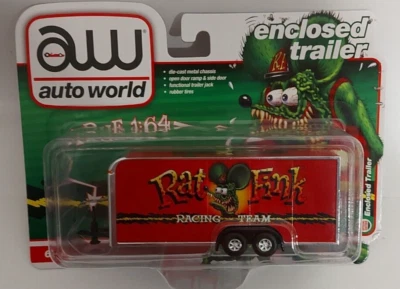 aw
auto world
enclosed
trailer
• die-cast metal chassis
• open door ramp & side door
• functional trailer jack
• rubber tires
1:64
Rat Fink
RACING TEAM
Enclosed Trailer